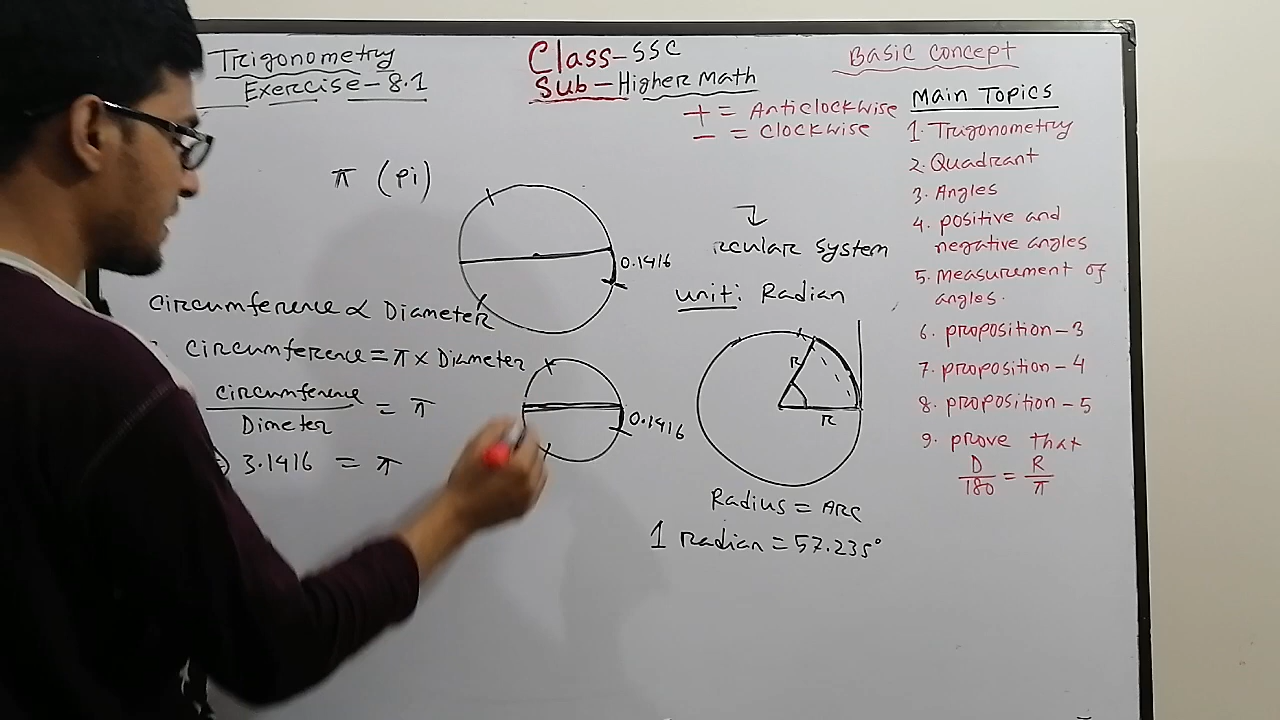 Trigonometry
Exercise-8.1
Class-SSC
Sub-Higher Math
Basic Concept
+ = Anticlockwise
- = Clockwise
π (Pi)
0.1416
rcular System
unit: Radian
Circumference ∝ Diameter
Circumference = π × Diameter
circumference
Dimeter
= π
3.1416 = π
0.1416
R
R
Radius = ARC
1 radian = 57.235°
Main Topics
1. Trigonometry
2. Quadrant
3. Angles
4. positive and
negative angles
5. Measurement of
angles.
6. proposition-3
7. proposition-4
8. proposition-5
9. prove that
D/180 = R/π